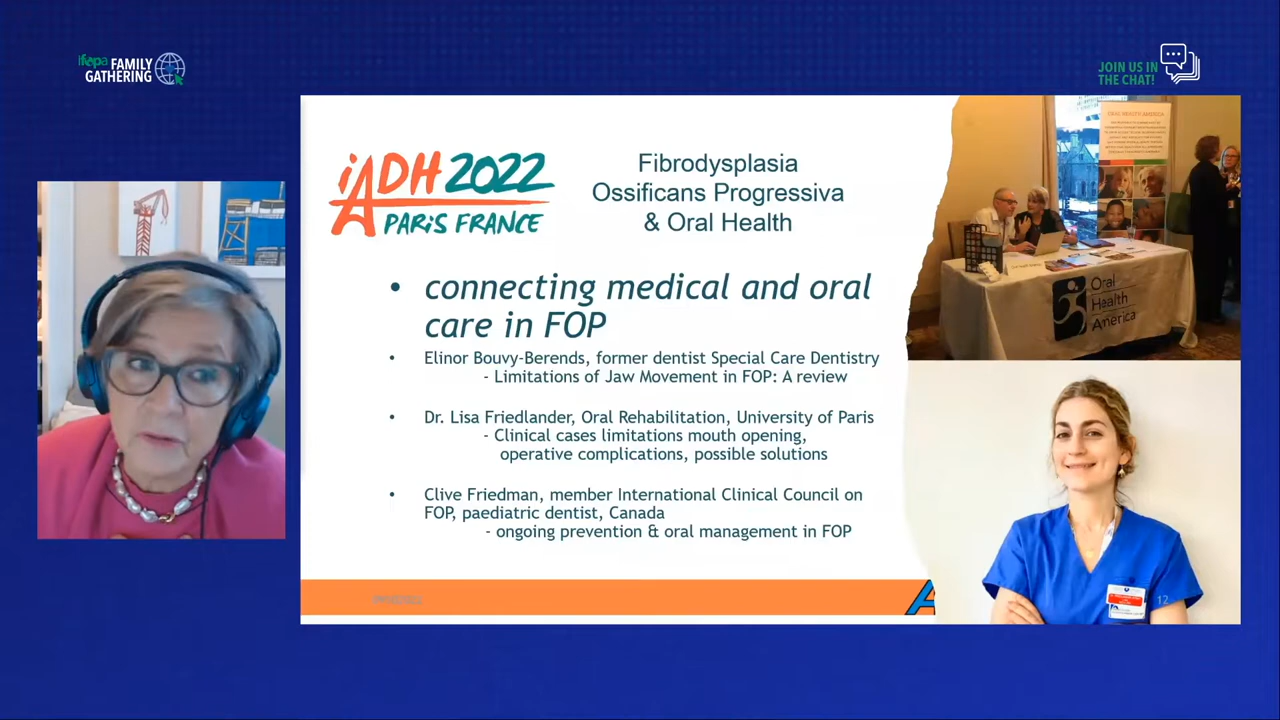 ifopa FAMILY
GATHERING
JOIN US IN
THE CHAT!
iADH 2022
PARIS FRANCE
Fibrodysplasia
Ossificans Progressiva
& Oral Health
• connecting medical and oral
care in FOP
• Elinor Bouvy-Berends, former dentist Special Care Dentistry
- Limitations of Jaw Movement in FOP: A review
• Dr. Lisa Friedlander, Oral Rehabilitation, University of Paris
- Clinical cases limitations mouth opening,
operative complications, possible solutions
• Clive Friedman, member International Clinical Council on
FOP, paediatric dentist, Canada
- ongoing prevention & oral management in FOP
12
ORAL HEALTH AMERICA
Oral
Health
America